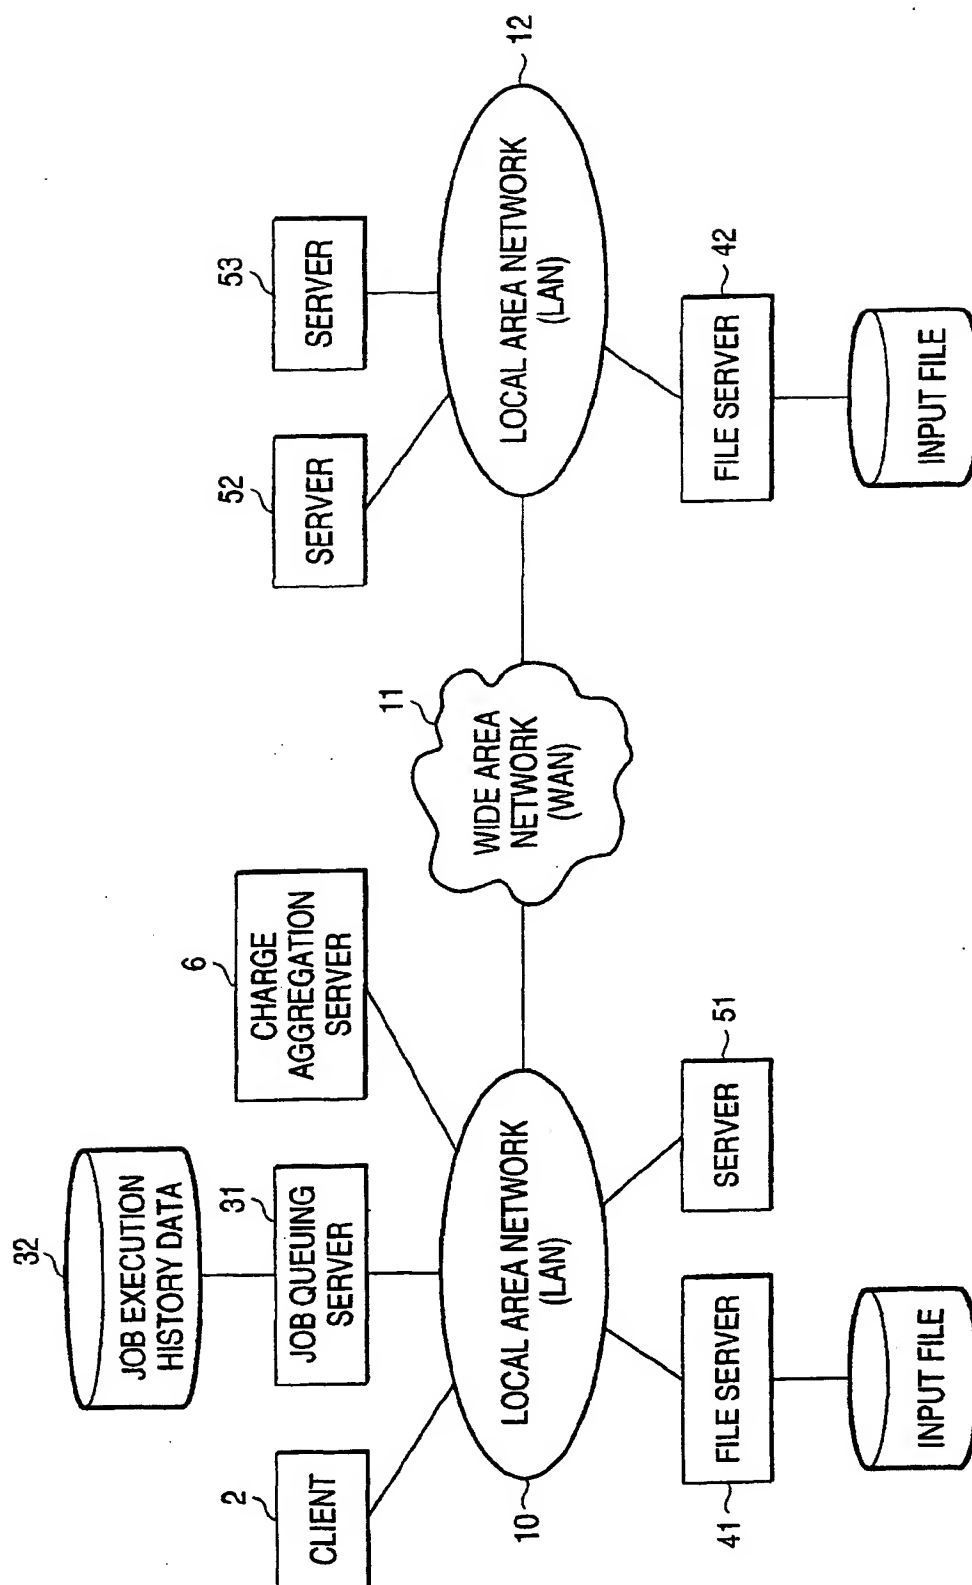 32
JOB EXECUTION
HISTORY DATA
2
CLIENT
31
JOB QUEUING
SERVER
6
CHARGE
AGGREGATION
SERVER
52
SERVER
53
SERVER
10
LOCAL AREA NETWORK
(LAN)
11
WIDE AREA
NETWORK
(WAN)
12
LOCAL AREA NETWORK
(LAN)
41
FILE SERVER
51
SERVER
42
FILE SERVER
INPUT FILE
INPUT FILE